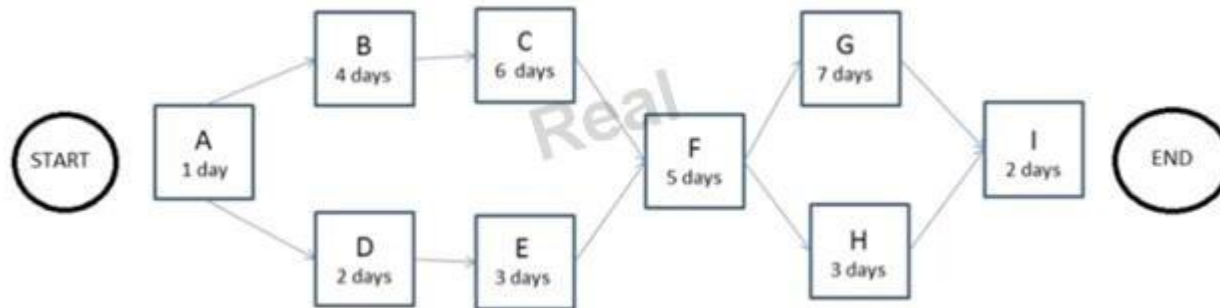 START
A
1 day
B
4 days
C
6 days
D
2 days
E
3 days
Real
F
5 days
G
7 days
H
3 days
I
2 days
END